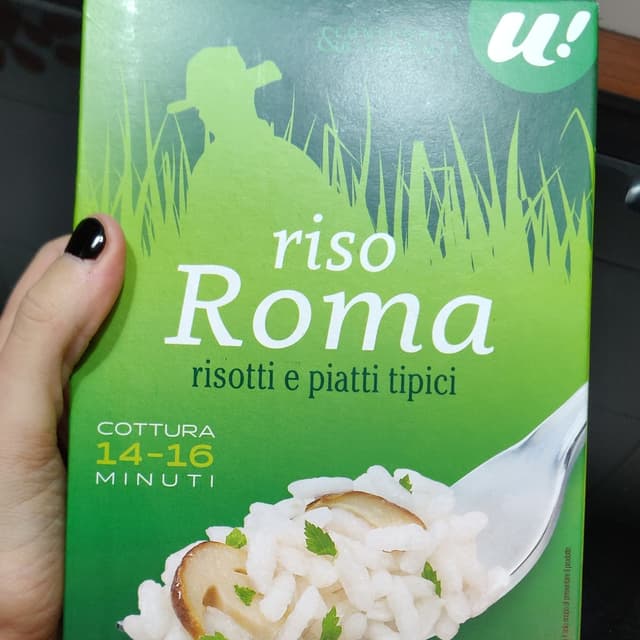 u!
riso
Roma
risotti e piatti tipici
COTTURA
14-16
MINUTI